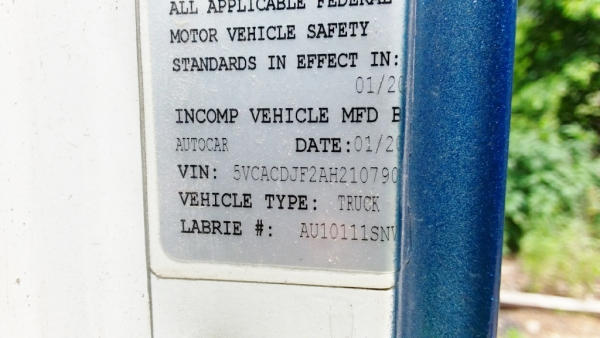 ALL APPLICABLE FEDERAL
MOTOR VEHICLE SAFETY
STANDARDS IN EFFECT IN:
01/20
INCOMP VEHICLE MFD B
AUTOCAR DATE:01/20
VIN: 5VCACDJF2AH210790
VEHICLE TYPE: TRUCK
LABRIE #: AU10111SNV